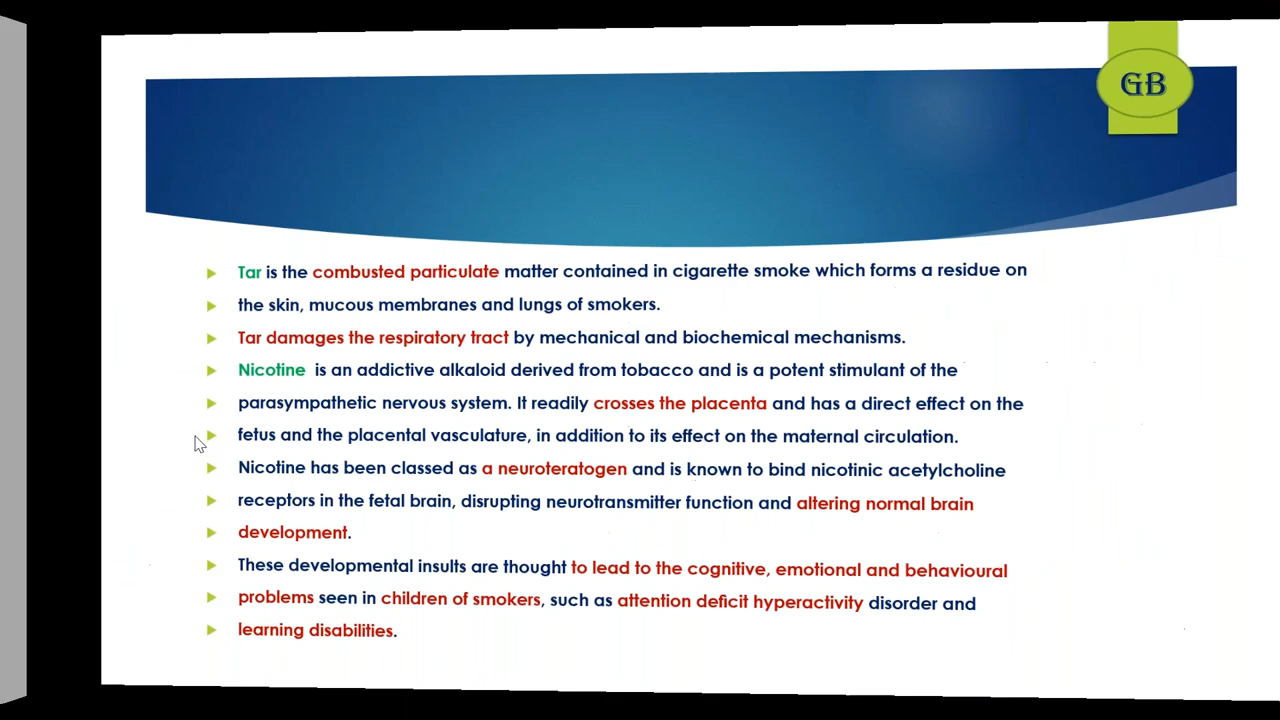 GB
Tar is the combusted particulate matter contained in cigarette smoke which forms a residue on
the skin, mucous membranes and lungs of smokers.
Tar damages the respiratory tract by mechanical and biochemical mechanisms.
Nicotine is an addictive alkaloid derived from tobacco and is a potent stimulant of the
parasympathetic nervous system. It readily crosses the placenta and has a direct effect on the
fetus and the placental vasculature, in addition to its effect on the maternal circulation.
Nicotine has been classed as a neuroteratogen and is known to bind nicotinic acetylcholine
receptors in the fetal brain, disrupting neurotransmitter function and altering normal brain
development.
These developmental insults are thought to lead to the cognitive, emotional and behavioural
problems seen in children of smokers, such as attention deficit hyperactivity disorder and
learning disabilities.